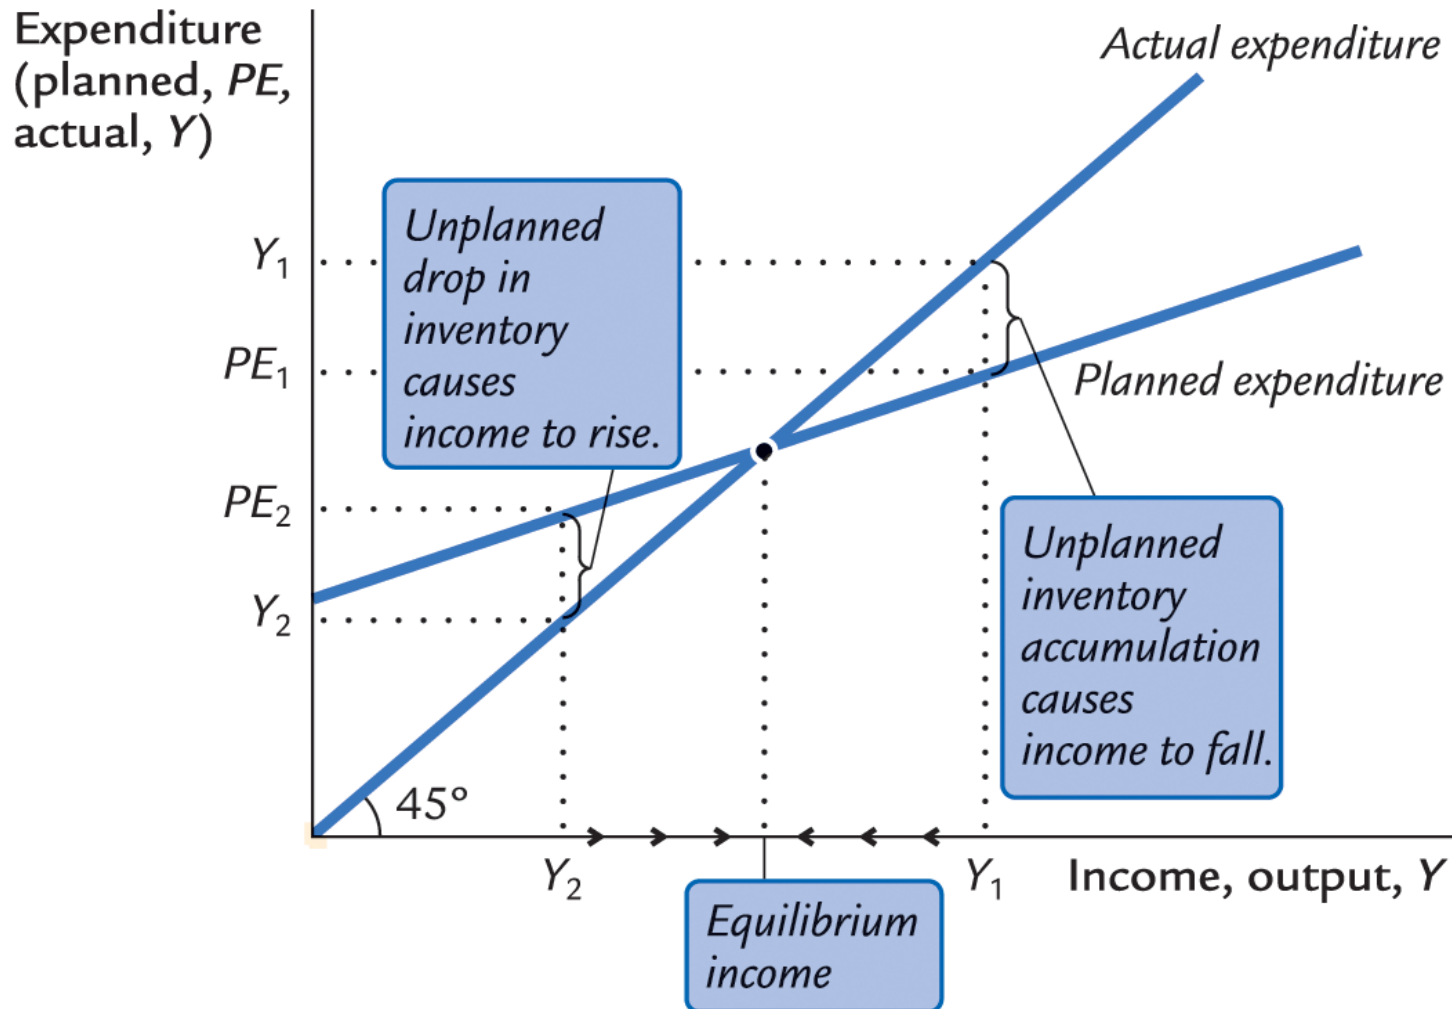 Expenditure
(planned, PE,
actual, Y)
Actual expenditure
Unplanned
drop in
inventory
causes
income to rise.
Y₁
PE₁
Planned expenditure
PE₂
Y₂
Unplanned
inventory
accumulation
causes
income to fall.
45°
Y₂
Y₁
Income, output, Y
Equilibrium
income